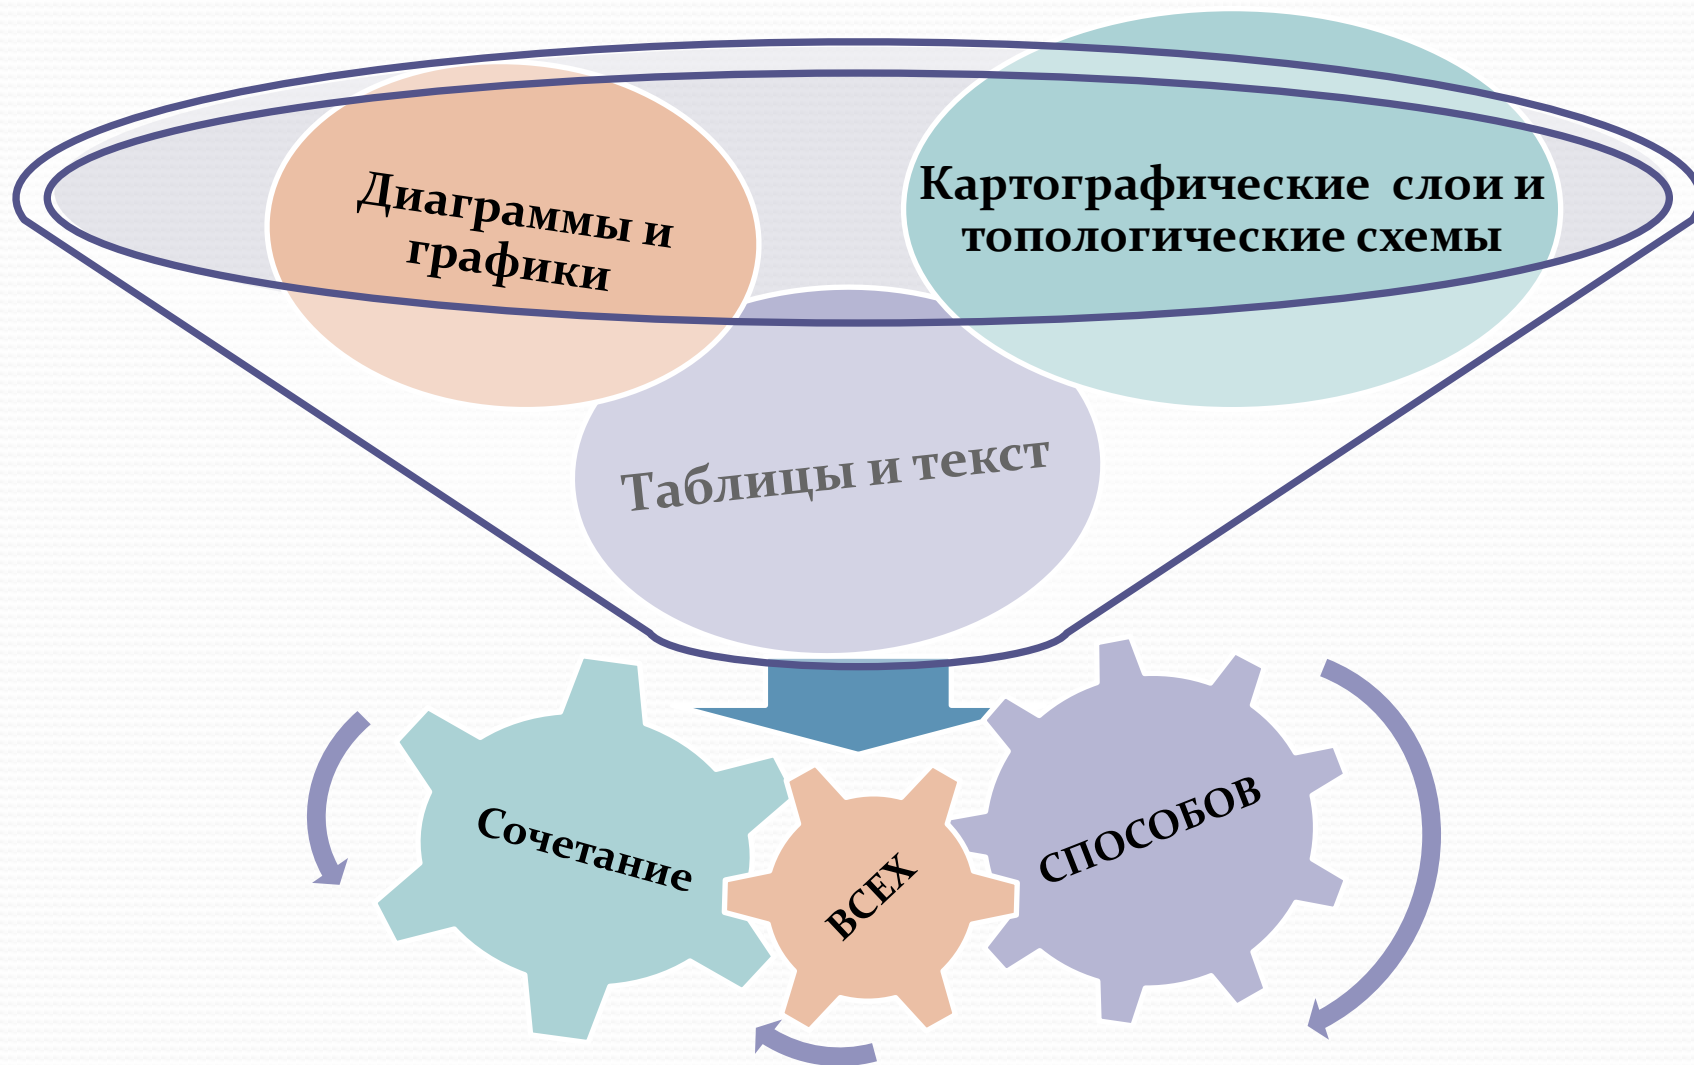 Диаграммы и
графики
Картографические слои и
топологические схемы
Таблицы и текст
Сочетание
ВСЕХ
СПОСОБОВ